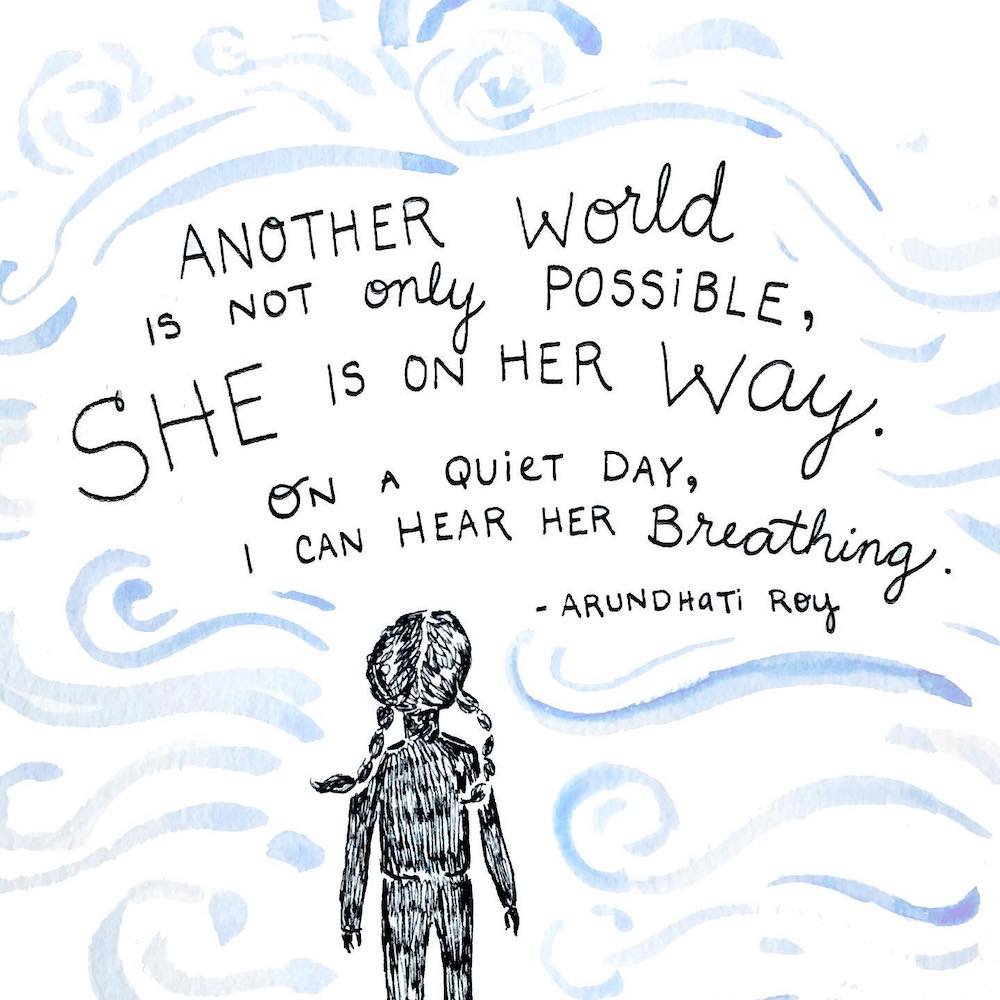 ANOTHER World
is NOT only POSSiBLE,
SHE is ON HER Way.
ON A QUieT DAY,
I CAN HEAR HER Breathing.
- ARUNDHaTi Roy